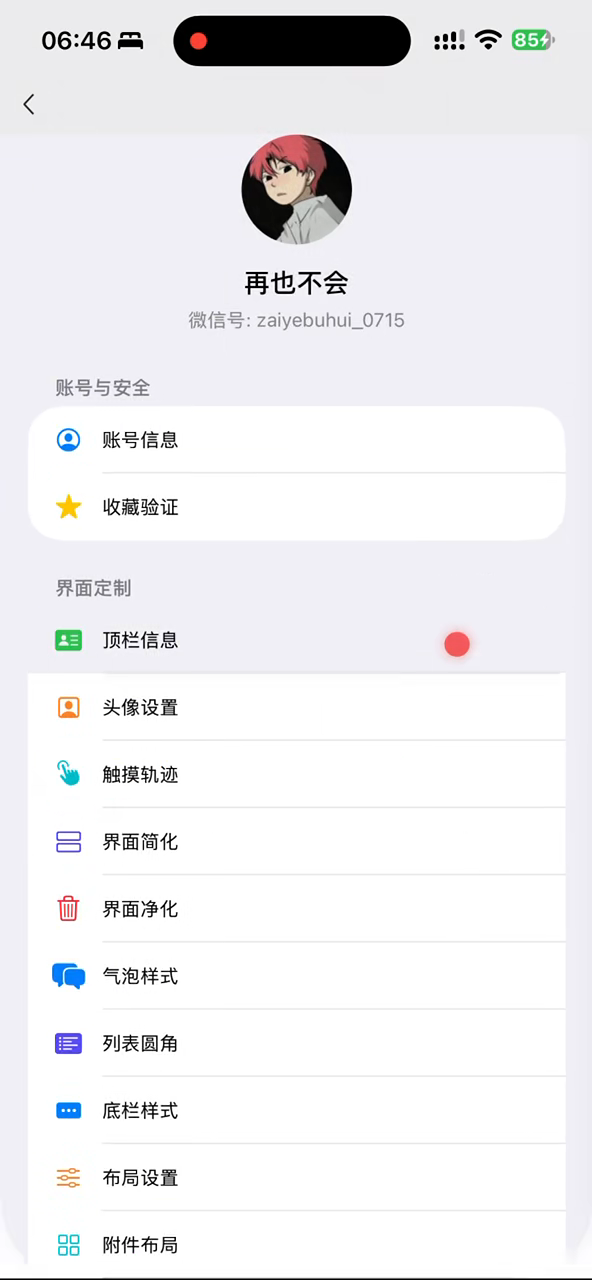 06:46
85
再也不会
微信号: zaiyebuhui_0715
账号与安全
账号信息
收藏验证
界面定制
顶栏信息
头像设置
触摸轨迹
界面简化
界面净化
气泡样式
列表圆角
底栏样式
布局设置
附件布局